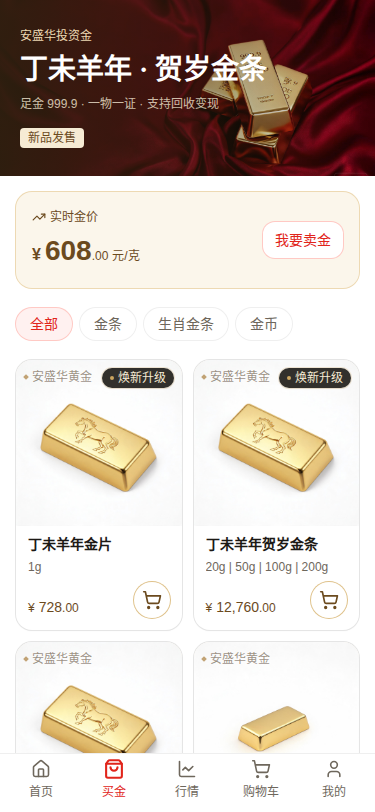 安盛华投资金
丁未羊年 · 贺岁金条
足金 999.9 · 一物一证 · 支持回收变现
新品发售
实时金价
¥ 608.00 元/克
我要卖金
全部
金条
生肖金条
金币
安盛华黄金
焕新升级
安盛华黄金
焕新升级
丁未羊年金片
1g
¥ 728.00
丁未羊年贺岁金条
20g | 50g | 100g | 200g
¥ 12,760.00
安盛华黄金
安盛华黄金
首页
买金
行情
购物车
我的